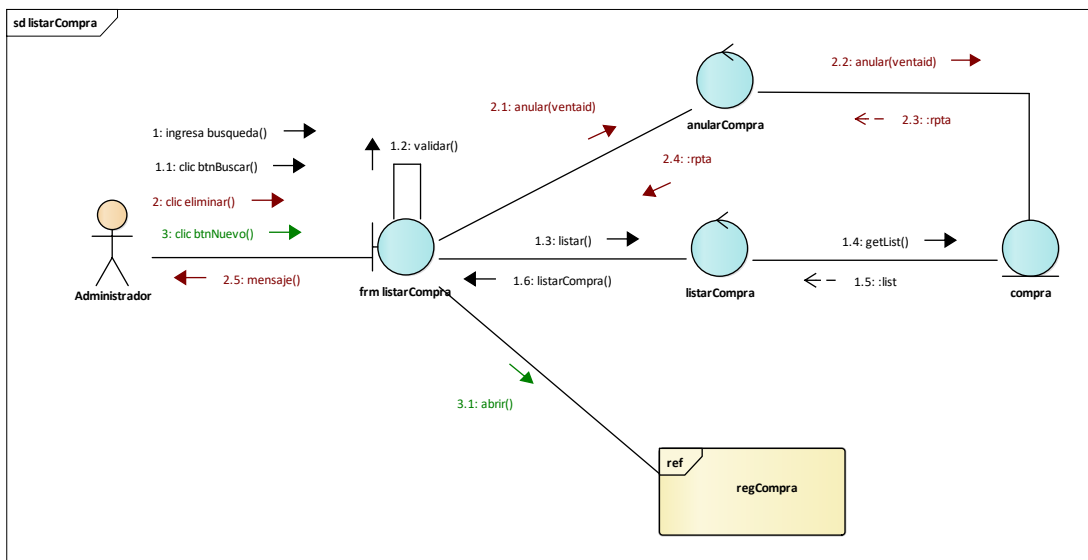 sd listarCompra
2.2: anular(ventaid)
2.1: anular(ventaid)
anularCompra
2.3: :rpta
1: ingresa busqueda()
1.2: validar()
2.4: :rpta
1.1: clic btnBuscar()
2: clic eliminar()
3: clic btnNuevo()
1.3: listar()
1.4: getList()
2.5: mensaje()
1.6: listarCompra()
1.5: :list
Administrador
frm listarCompra
listarCompra
compra
3.1: abrir()
ref
regCompra